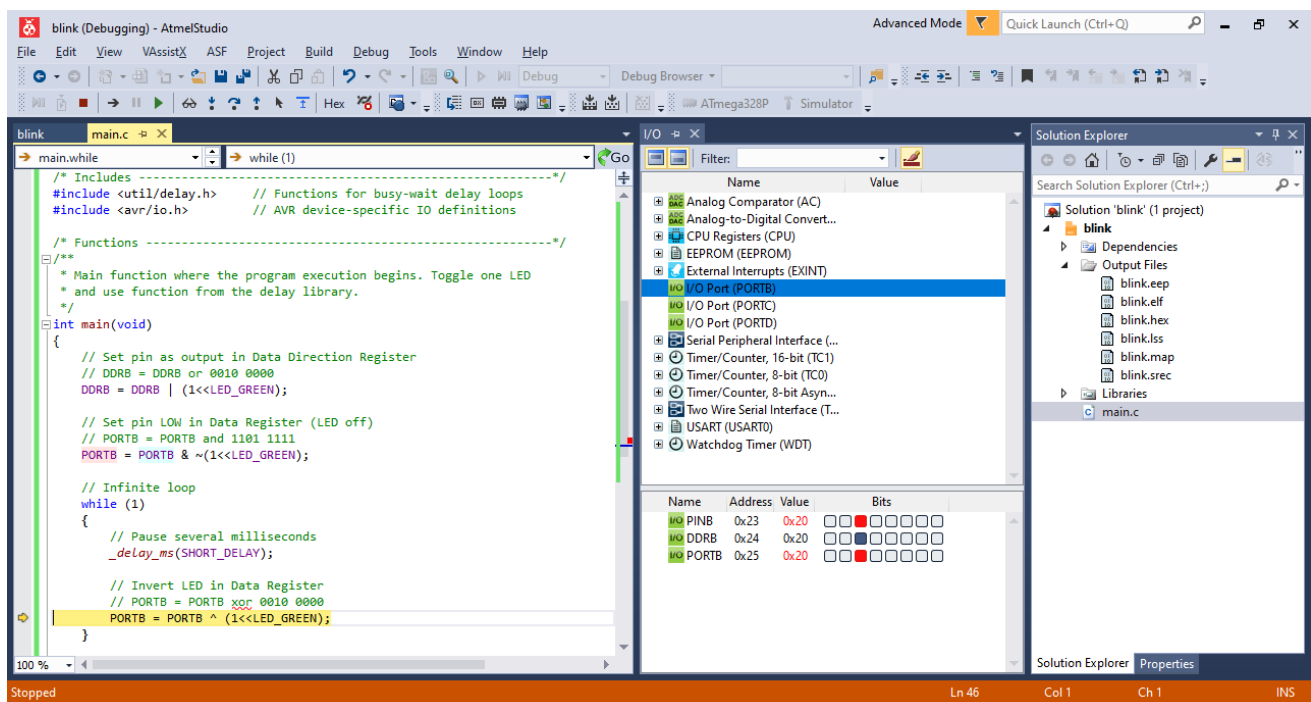 blink (Debugging) - AtmelStudio
Advanced Mode
Quick Launch (Ctrl+Q)
File Edit View VAssistX ASF Project Build Debug Tools Window Help
Debug
Debug Browser
Hex
ATmega328P
Simulator
blink
main.c
main.while
while (1)
Go
/* Includes ----------------------------------------------------------*/
#include <util/delay.h> // Functions for busy-wait delay loops
#include <avr/io.h> // AVR device-specific IO definitions
/* Functions ---------------------------------------------------------*/
/**
* Main function where the program execution begins. Toggle one LED
* and use function from the delay library.
*/
int main(void)
{
// Set pin as output in Data Direction Register
// DDRB = DDRB or 0010 0000
DDRB = DDRB | (1<<LED_GREEN);
// Set pin LOW in Data Register (LED off)
// PORTB = PORTB and 1101 1111
PORTB = PORTB & ~(1<<LED_GREEN);
// Infinite loop
while (1)
{
// Pause several milliseconds
_delay_ms(SHORT_DELAY);
// Invert LED in Data Register
// PORTB = PORTB xor 0010 0000
PORTB = PORTB ^ (1<<LED_GREEN);
}
100 %
I/O
Filter:
Name Value
Analog Comparator (AC)
Analog-to-Digital Convert...
CPU Registers (CPU)
EEPROM (EEPROM)
External Interrupts (EXINT)
I/O Port (PORTB)
I/O Port (PORTC)
I/O Port (PORTD)
Serial Peripheral Interface (...
Timer/Counter, 16-bit (TC1)
Timer/Counter, 8-bit (TC0)
Timer/Counter, 8-bit Asyn...
Two Wire Serial Interface (T...
USART (USART0)
Watchdog Timer (WDT)
Name Address Value Bits
I/O PINB 0x23 0x20
I/O DDRB 0x24 0x20
I/O PORTB 0x25 0x20
Solution Explorer
Search Solution Explorer (Ctrl+;)
Solution 'blink' (1 project)
blink
Dependencies
Output Files
blink.eep
blink.elf
blink.hex
blink.lss
blink.map
blink.srec
Libraries
main.c
Solution Explorer Properties
Stopped
Ln 46
Col 1
Ch 1
INS